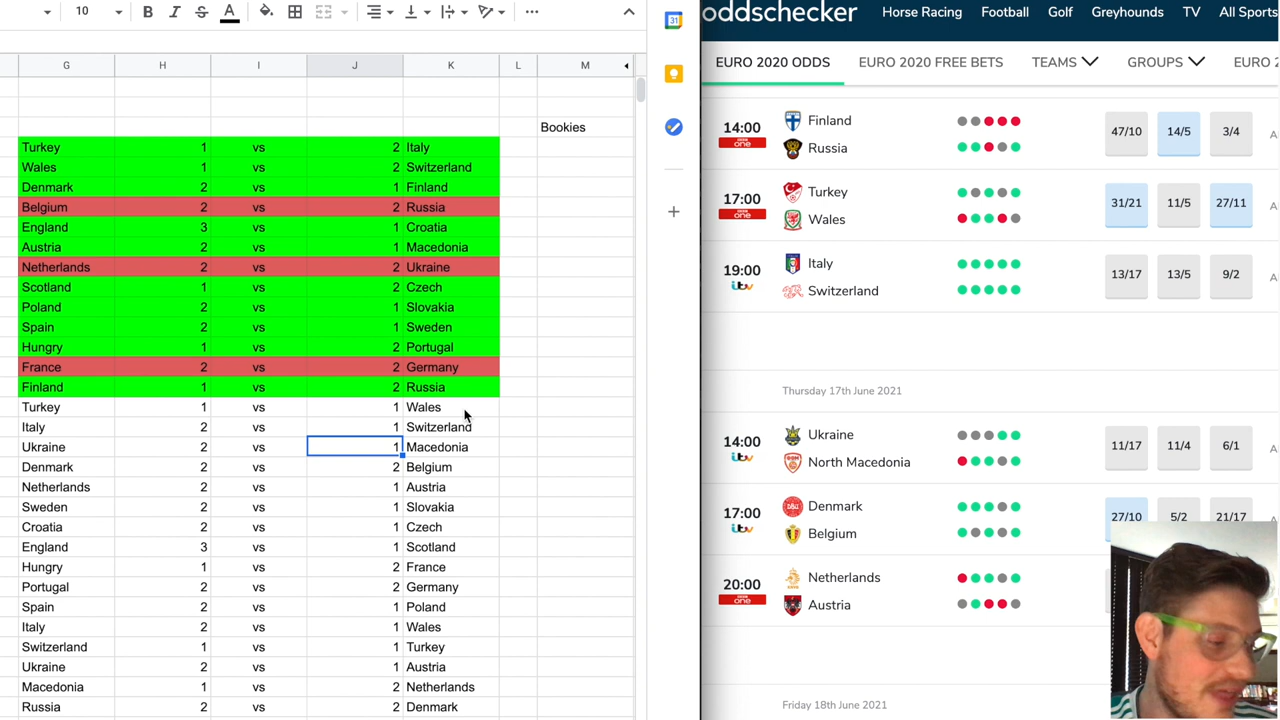 10 B I S A
G H I J K L M
Bookies
Turkey 1 vs 2 Italy
Wales 1 vs 2 Switzerland
Denmark 2 vs 1 Finland
Belgium 2 vs 2 Russia
England 3 vs 1 Croatia
Austria 2 vs 1 Macedonia
Netherlands 2 vs 2 Ukraine
Scotland 1 vs 2 Czech
Poland 2 vs 1 Slovakia
Spain 2 vs 1 Sweden
Hungry 1 vs 2 Portugal
France 2 vs 2 Germany
Finland 1 vs 2 Russia
Turkey 1 vs 1 Wales
Italy 2 vs 1 Switzerland
Ukraine 2 vs 1 Macedonia
Denmark 2 vs 2 Belgium
Netherlands 2 vs 1 Austria
Sweden 2 vs 1 Slovakia
Croatia 2 vs 1 Czech
England 3 vs 1 Scotland
Hungry 1 vs 2 France
Portugal 2 vs 2 Germany
Spain 2 vs 1 Poland
Italy 2 vs 1 Wales
Switzerland 1 vs 1 Turkey
Ukraine 2 vs 1 Austria
Macedonia 1 vs 2 Netherlands
Russia 2 vs 2 Denmark
31
oddschecker Horse Racing Football Golf Greyhounds TV All Sports
EURO 2020 ODDS EURO 2020 FREE BETS TEAMS GROUPS EURO 2
14:00 Finland 47/10 14/5 3/4 A
BBC one Russia
17:00 Turkey 31/21 11/5 27/11 A
BBC one Wales
19:00 Italy 13/17 13/5 9/2 A
itv Switzerland
Thursday 17th June 2021
14:00 Ukraine 11/17 11/4 6/1 A
itv North Macedonia
17:00 Denmark 27/10 5/2 21/17 A
itv Belgium
20:00 Netherlands
BBC one Austria
Friday 18th June 2021